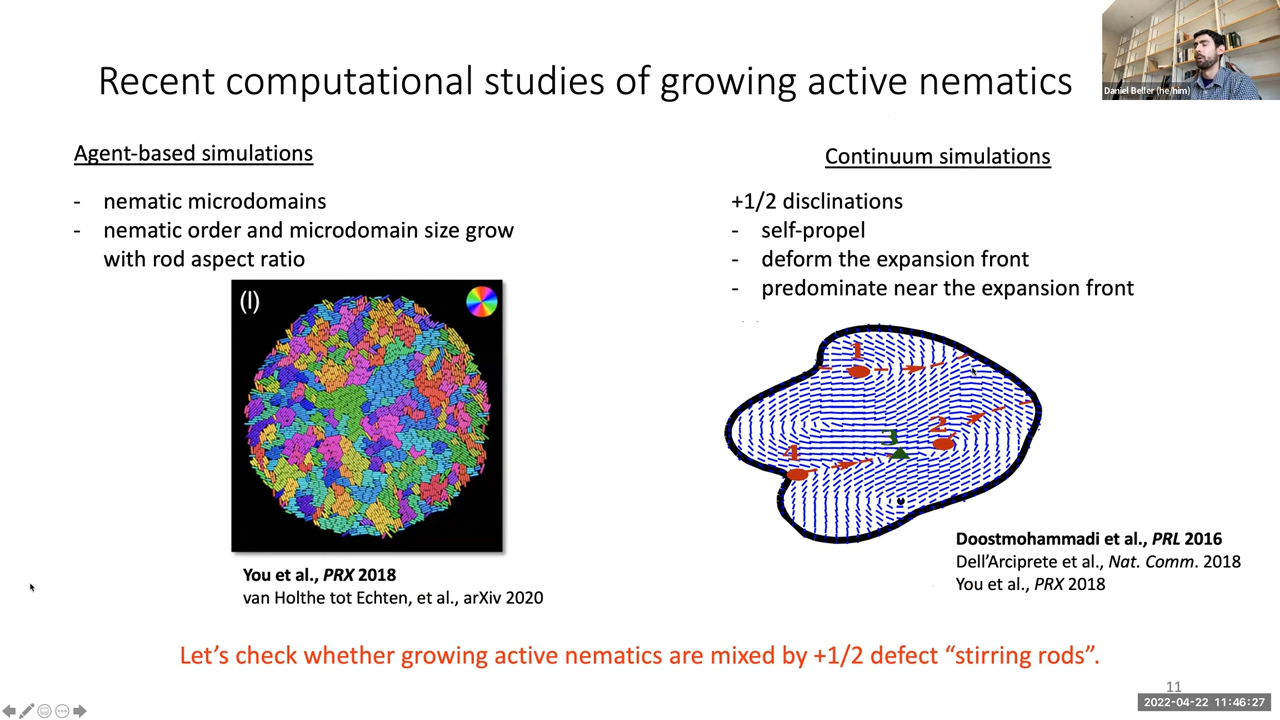 Recent computational studies of growing active nematics
Daniel Beller (he/him)
Agent-based simulations
- nematic microdomains
- nematic order and microdomain size grow
with rod aspect ratio
(l)
You et al., PRX 2018
van Holthe tot Echten, et al., arXiv 2020
Continuum simulations
+1/2 disclinations
- self-propel
- deform the expansion front
- predominate near the expansion front
1
2
3
4
Doostmohammadi et al., PRL 2016
Dell’Arciprete et al., Nat. Comm. 2018
You et al., PRX 2018
Let’s check whether growing active nematics are mixed by +1/2 defect “stirring rods”.
11
2022-04-22 11:46:27